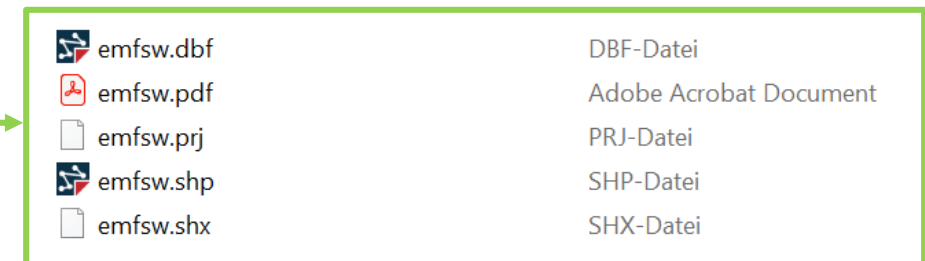 emfsw.dbf DBF-Datei
emfsw.pdf Adobe Acrobat Document
emfsw.prj PRJ-Datei
emfsw.shp SHP-Datei
emfsw.shx SHX-Datei